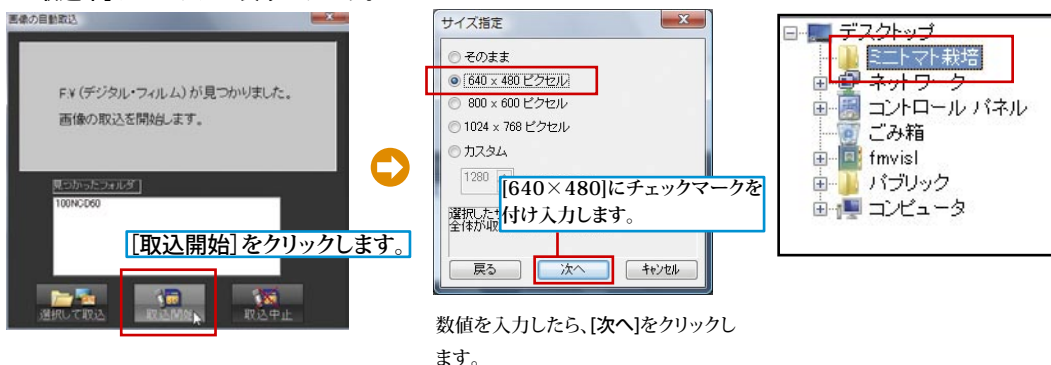 画像の自動取込
F:¥ (デジタル・フィルム) が見つかりました。
画像の取込を開始します。
見つかったフォルダ
100NCD60
[取込開始]をクリックします。
選択して取込
取込開始
取込中止
サイズ指定
そのまま
640 x 480 ピクセル
800 x 600 ピクセル
1024 x 768 ピクセル
カスタム
1280
[640×480]にチェックマークを
付け入力します。
選択した
全体が収
戻る
次へ
キャンセル
数値を入力したら、[次へ]をクリックし
ます。
デスクトップ
ミニトマト栽培
ネットワーク
コントロール パネル
ごみ箱
fmvisl
パブリック
コンピュータ